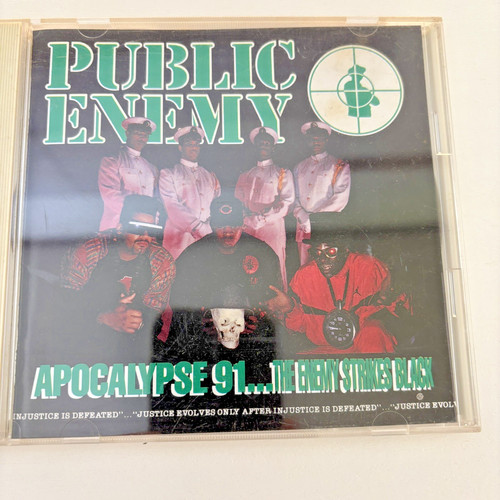 PUBLIC
ENEMY
APOCALYPSE 91...THE ENEMY STRIKES BLACK
®
INJUSTICE IS DEFEATED"..."JUSTICE EVOLVES ONLY AFTER INJUSTICE IS DEFEATED"..."JUSTICE EVOLV